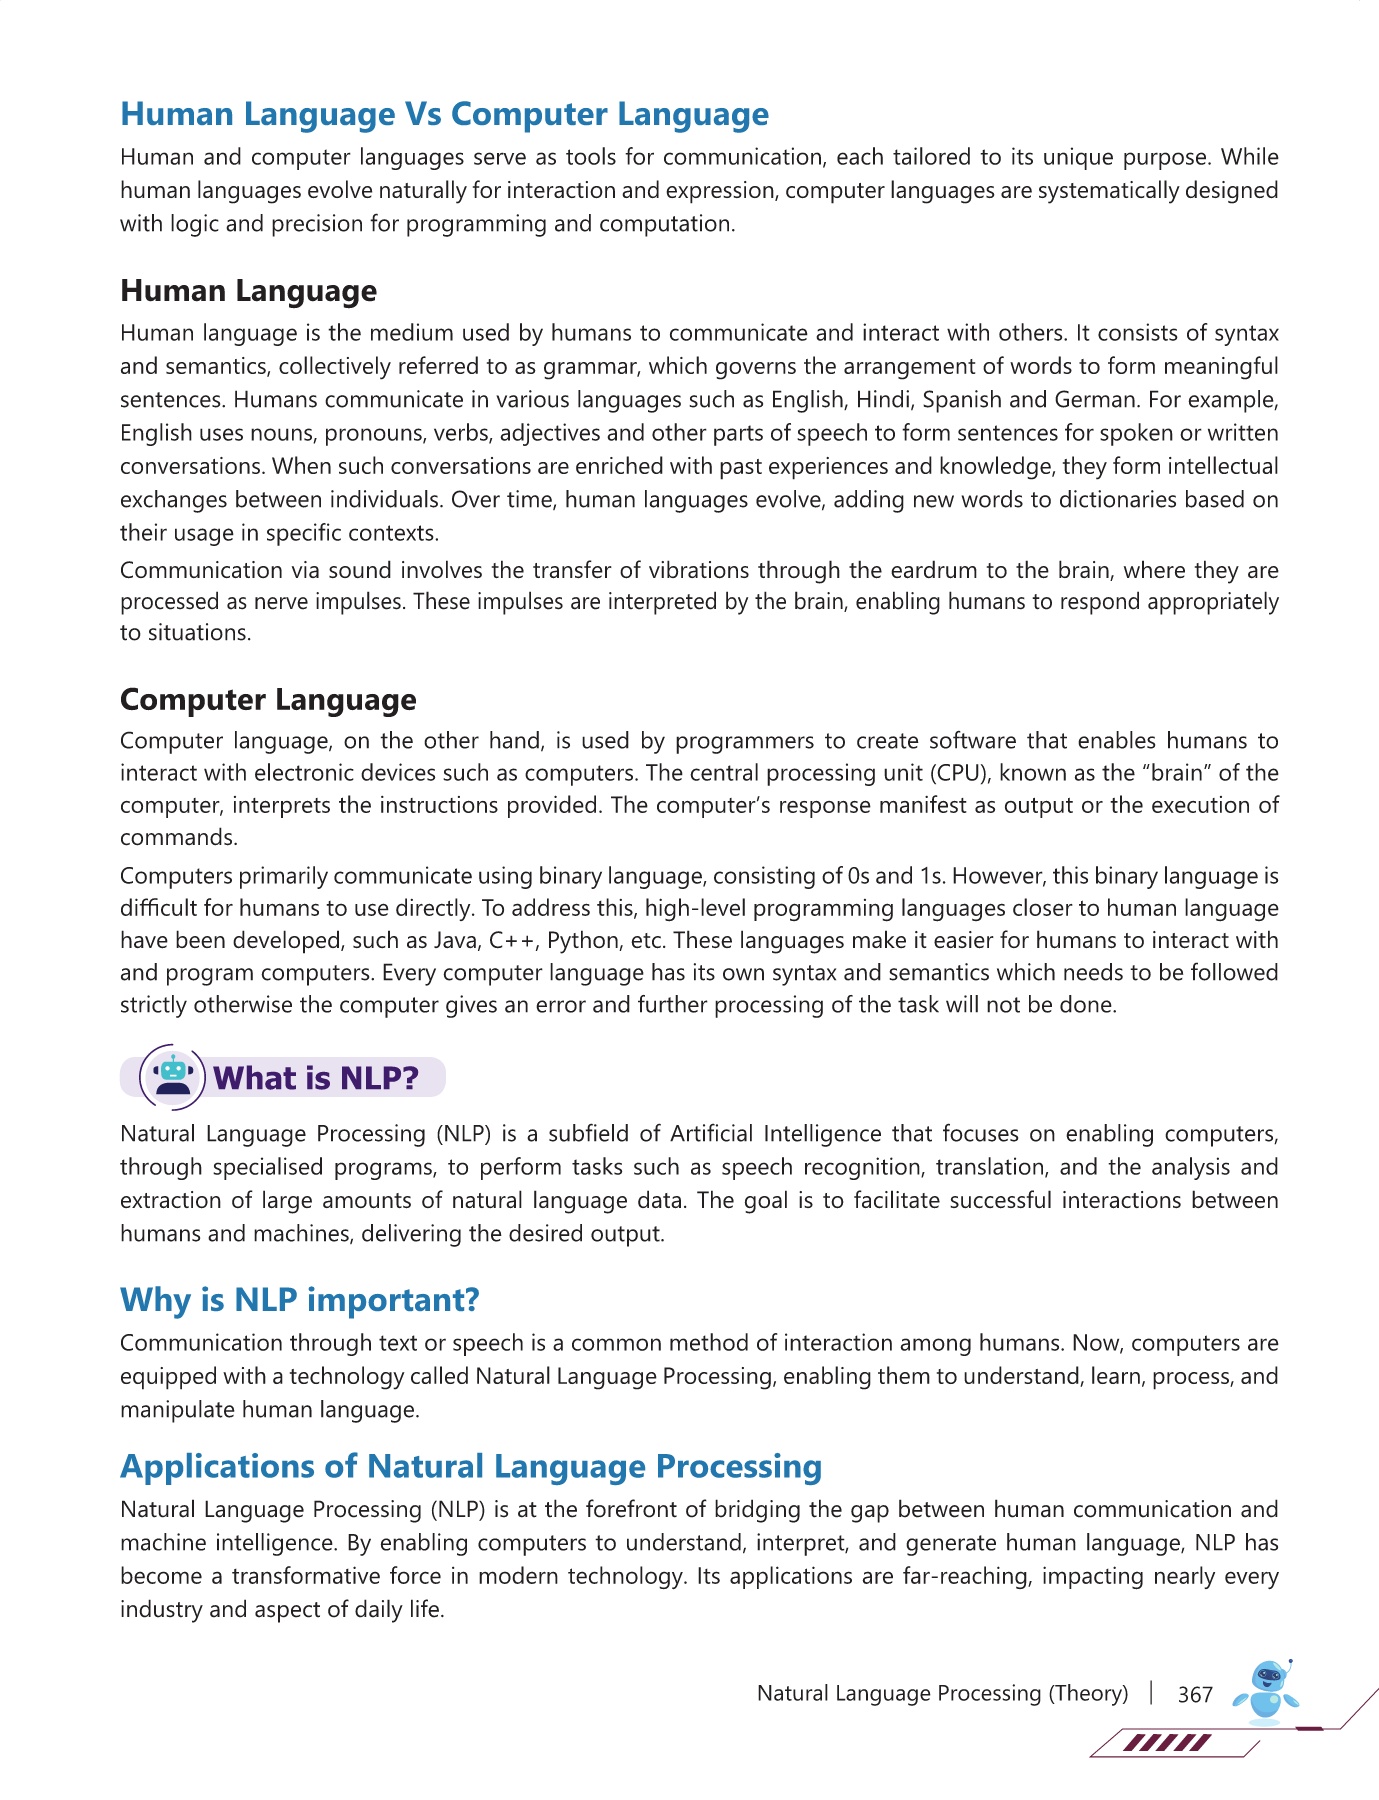 Human Language Vs Computer Language
Human and computer languages serve as tools for communication, each tailored to its unique purpose. While
human languages evolve naturally for interaction and expression, computer languages are systematically designed
with logic and precision for programming and computation.
Human Language
Human language is the medium used by humans to communicate and interact with others. It consists of syntax
and semantics, collectively referred to as grammar, which governs the arrangement of words to form meaningful
sentences. Humans communicate in various languages such as English, Hindi, Spanish and German. For example,
English uses nouns, pronouns, verbs, adjectives and other parts of speech to form sentences for spoken or written
conversations. When such conversations are enriched with past experiences and knowledge, they form intellectual
exchanges between individuals. Over time, human languages evolve, adding new words to dictionaries based on
their usage in specific contexts.
Communication via sound involves the transfer of vibrations through the eardrum to the brain, where they are
processed as nerve impulses. These impulses are interpreted by the brain, enabling humans to respond appropriately
to situations.
Computer Language
Computer language, on the other hand, is used by programmers to create software that enables humans to
interact with electronic devices such as computers. The central processing unit (CPU), known as the “brain” of the
computer, interprets the instructions provided. The computer’s response manifest as output or the execution of
commands.
Computers primarily communicate using binary language, consisting of 0s and 1s. However, this binary language is
difficult for humans to use directly. To address this, high-level programming languages closer to human language
have been developed, such as Java, C++, Python, etc. These languages make it easier for humans to interact with
and program computers. Every computer language has its own syntax and semantics which needs to be followed
strictly otherwise the computer gives an error and further processing of the task will not be done.
What is NLP?
Natural Language Processing (NLP) is a subfield of Artificial Intelligence that focuses on enabling computers,
through specialised programs, to perform tasks such as speech recognition, translation, and the analysis and
extraction of large amounts of natural language data. The goal is to facilitate successful interactions between
humans and machines, delivering the desired output.
Why is NLP important?
Communication through text or speech is a common method of interaction among humans. Now, computers are
equipped with a technology called Natural Language Processing, enabling them to understand, learn, process, and
manipulate human language.
Applications of Natural Language Processing
Natural Language Processing (NLP) is at the forefront of bridging the gap between human communication and
machine intelligence. By enabling computers to understand, interpret, and generate human language, NLP has
become a transformative force in modern technology. Its applications are far-reaching, impacting nearly every
industry and aspect of daily life.
Natural Language Processing (Theory) | 367